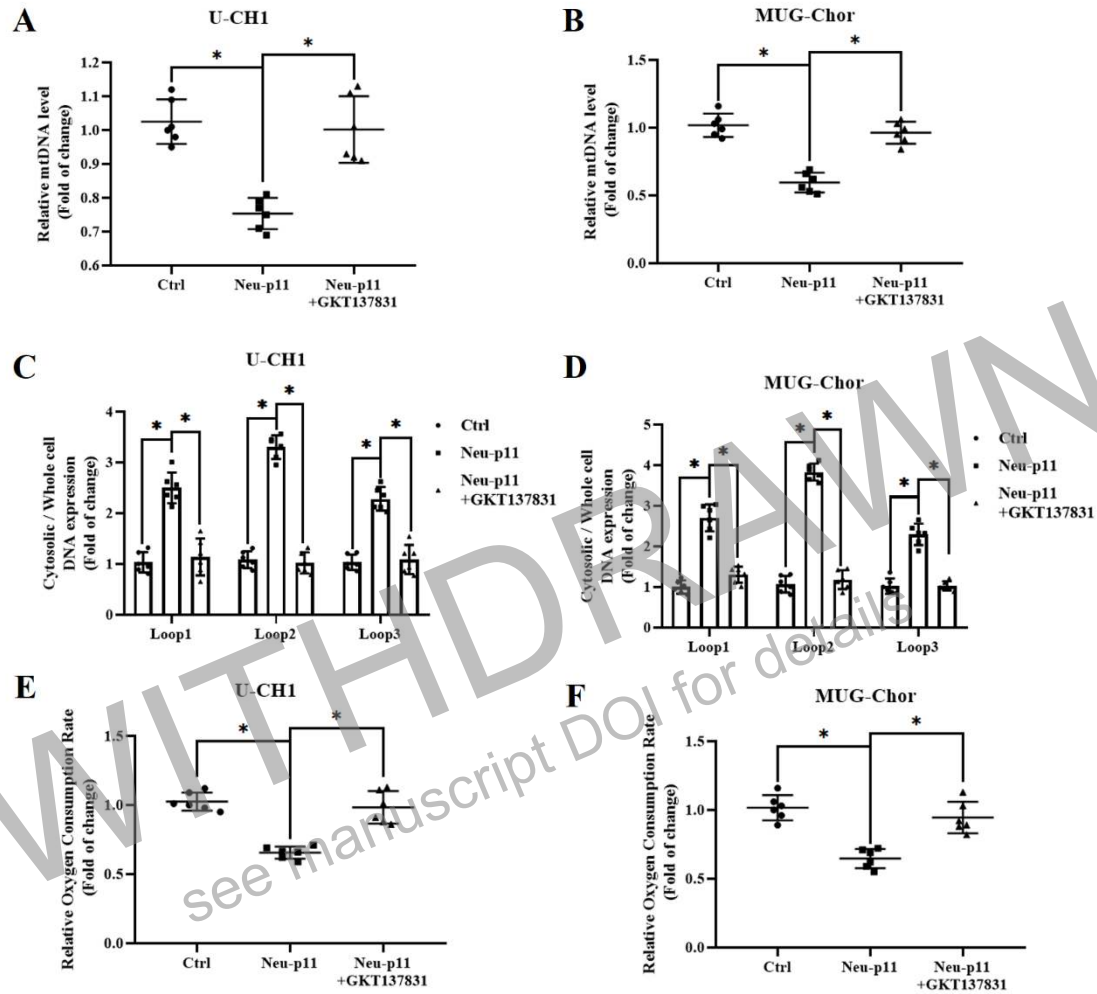 A
U-CH1
Relative mtDNA level
(Fold of change)
1.2
1.1
1.0
0.9
0.8
0.7
0.6
*
*
Ctrl
Neu-p11
Neu-p11
+GKT137831
B
MUG-Chor
Relative mtDNA level
(Fold of change)
1.5
1.0
0.5
0.0
*
*
Ctrl
Neu-p11
Neu-p11
+GKT137831
C
U-CH1
Cytosolic / Whole cell
DNA expression
(Fold of change)
4
3
2
1
0
*
*
*
*
*
*
Loop1
Loop2
Loop3
Ctrl
Neu-p11
Neu-p11
+GKT137831
D
MUG-Chor
Cytosolic / Whole cell
DNA expression
(Fold of change)
5
4
3
2
1
0
*
*
*
*
*
*
Loop1
Loop2
Loop3
Ctrl
Neu-p11
Neu-p11
+GKT137831
E
U-CH1
Relative Oxygen Consumption Rate
(Fold of change)
1.5
1.0
0.5
0.0
*
*
Ctrl
Neu-p11
Neu-p11
+GKT137831
F
MUG-Chor
Relative Oxygen Consumption Rate
(Fold of change)
1.5
1.0
0.5
0.0
*
*
Ctrl
Neu-p11
Neu-p11
+GKT137831
WITHDRAWN
see manuscript DOI for details